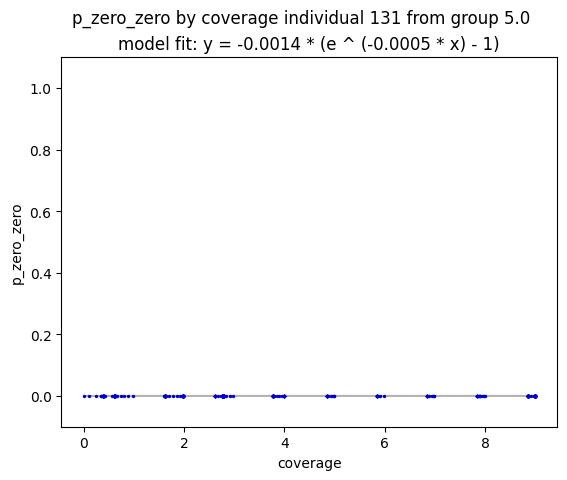 p_zero_zero by coverage individual 131 from group 5.0
model fit: y = -0.0014 * (e ^ (-0.0005 * x) - 1)
1.0
0.8
0.6
0.4
0.2
0.0
p_zero_zero
0 2 4 6 8
coverage